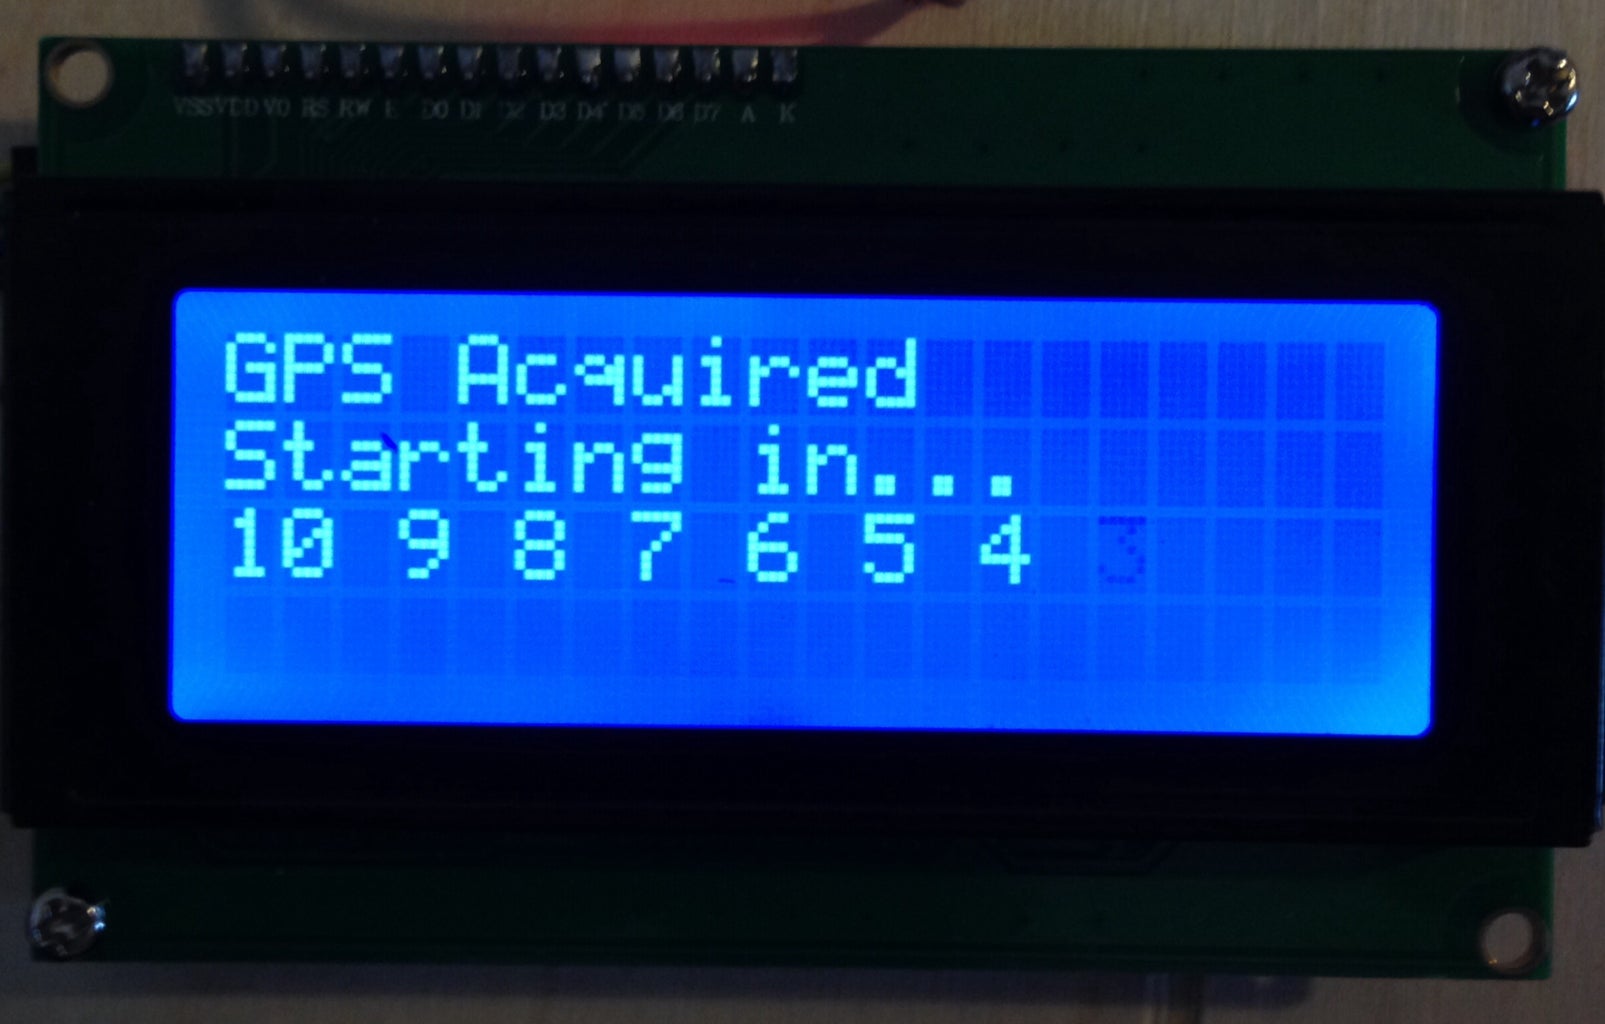 VSS VDD V0 RS RW E D0 D1 D2 D3 D4 D5 D6 D7 A K
GPS Acquired
Starting in...
10 9 8 7 6 5 4 3